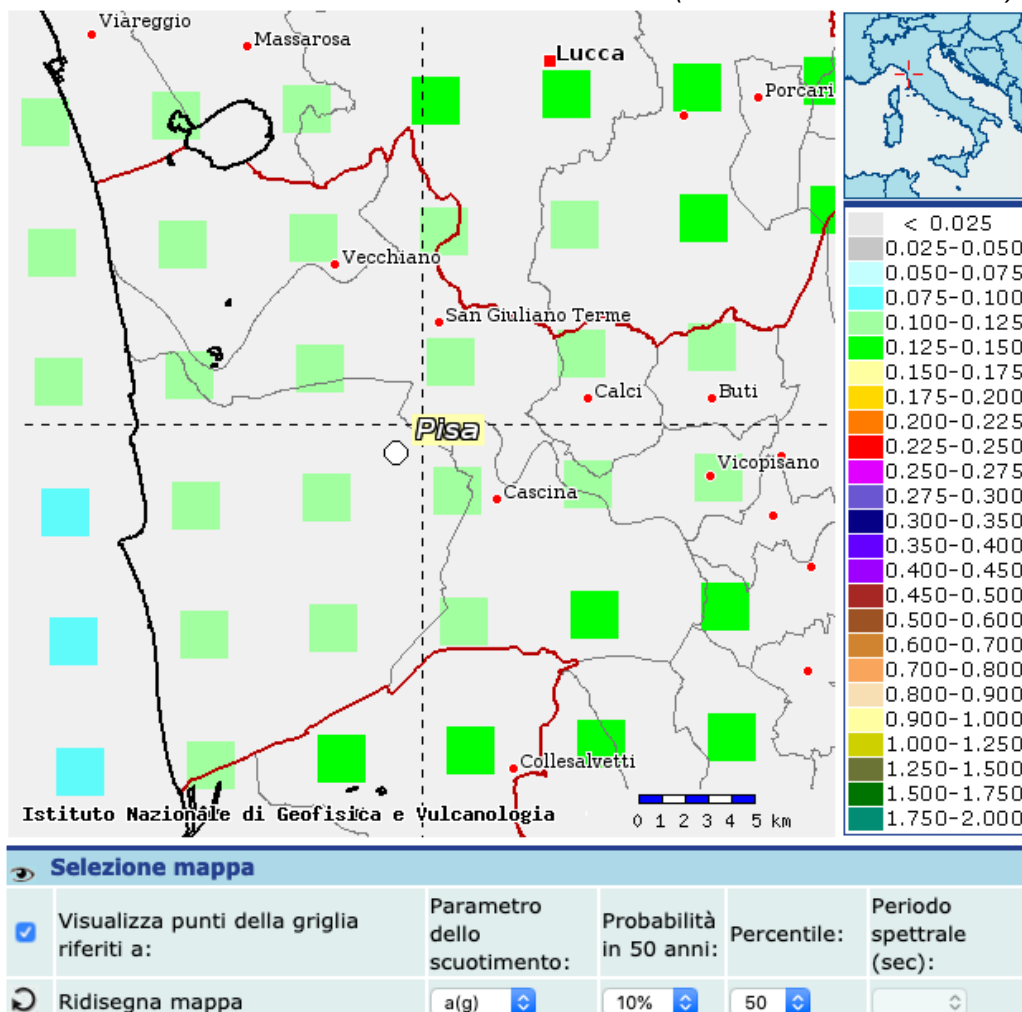 Viareggio
Massarosa
Lucca
Porcari
Vecchiano
San Giuliano Terme
Calci
Buti
Pisa
Vicopisano
Cascina
Collesalvetti
Istituto Nazionale di Geofisica e Vulcanologia
0 1 2 3 4 5 km
< 0.025
0.025-0.050
0.050-0.075
0.075-0.100
0.100-0.125
0.125-0.150
0.150-0.175
0.175-0.200
0.200-0.225
0.225-0.250
0.250-0.275
0.275-0.300
0.300-0.350
0.350-0.400
0.400-0.450
0.450-0.500
0.500-0.600
0.600-0.700
0.700-0.800
0.800-0.900
0.900-1.000
1.000-1.250
1.250-1.500
1.500-1.750
1.750-2.000
Selezione mappa
Visualizza punti della griglia
riferiti a:
Parametro
dello
scuotimento:
Probabilità
in 50 anni:
Percentile:
Periodo
spettrale
(sec):
Ridisegna mappa
a(g)
10%
50